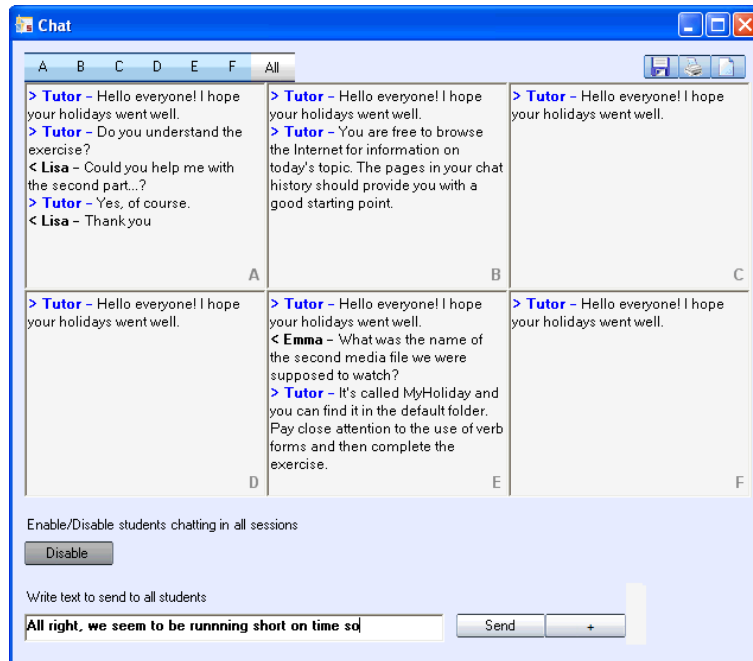 Chat
A B C D E F All
> Tutor – Hello everyone! I hope
your holidays went well.
> Tutor – Do you understand the
exercise?
< Lisa – Could you help me with
the second part...?
> Tutor – Yes, of course.
< Lisa – Thank you
A
> Tutor – Hello everyone! I hope
your holidays went well.
> Tutor – You are free to browse
the Internet for information on
today's topic. The pages in your chat
history should provide you with a
good starting point.
B
> Tutor – Hello everyone! I hope
your holidays went well.
C
> Tutor – Hello everyone! I hope
your holidays went well.
D
> Tutor – Hello everyone! I hope
your holidays went well.
< Emma – What was the name of
the second media file we were
supposed to watch?
> Tutor – It's called MyHoliday and
you can find it in the default folder.
Pay close attention to the use of verb
forms and then complete the
exercise.
E
> Tutor – Hello everyone! I hope
your holidays went well.
F
Enable/Disable students chatting in all sessions
Disable
Write text to send to all students
All right, we seem to be runnning short on time so
Send +